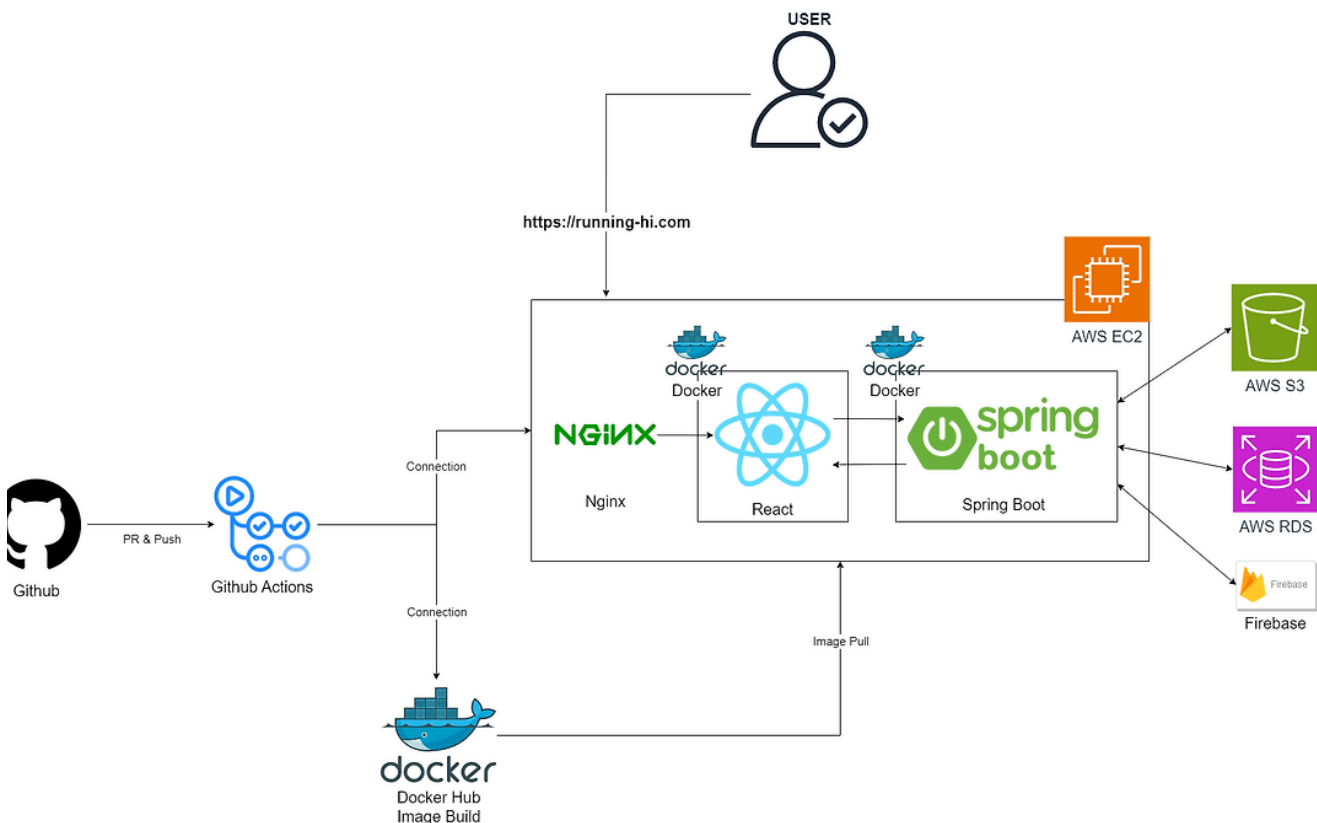 USER
https://running-hi.com
AWS EC2
docker
Docker
docker
Docker
AWS S3
NGINX
Nginx
React
spring
boot
Spring Boot
AWS RDS
Connection
PR & Push
Github
Github Actions
Firebase
Firebase
Connection
Image Pull
docker
Docker Hub
Image Build